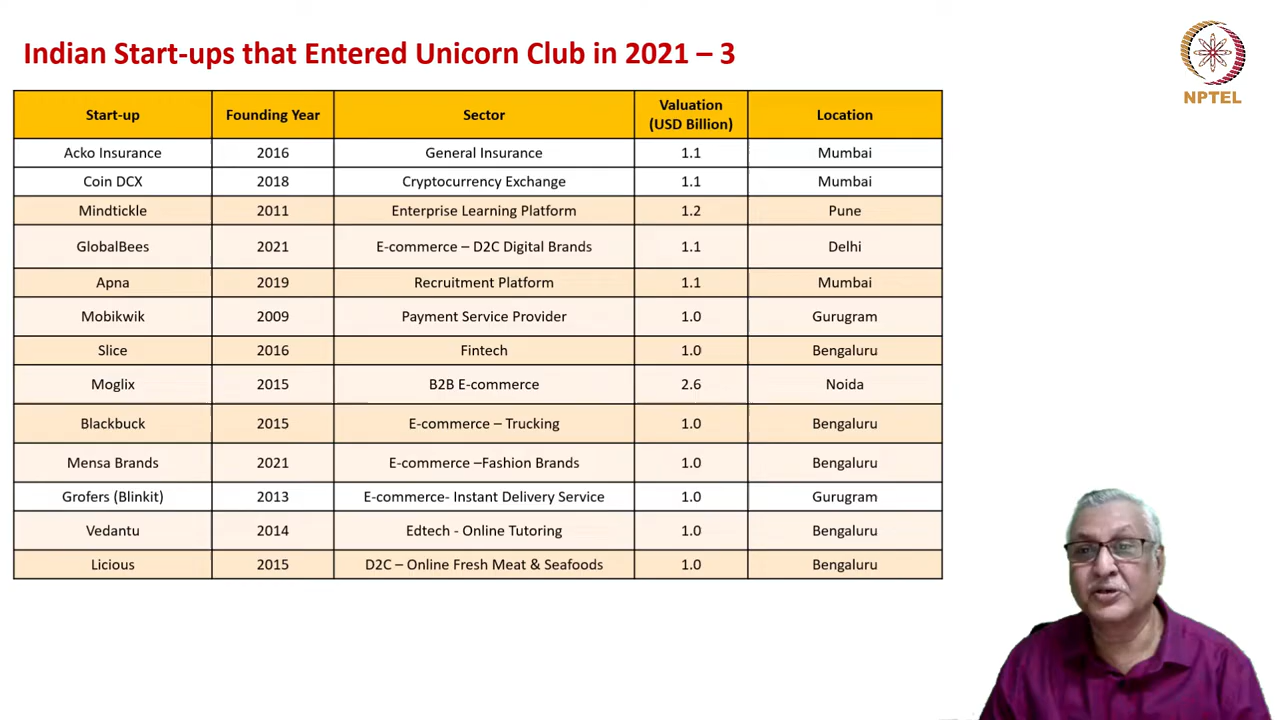 Indian Start-ups that Entered Unicorn Club in 2021 – 3
NPTEL
Start-up Founding Year Sector Valuation (USD Billion) Location
Acko Insurance 2016 General Insurance 1.1 Mumbai
Coin DCX 2018 Cryptocurrency Exchange 1.1 Mumbai
Mindtickle 2011 Enterprise Learning Platform 1.2 Pune
GlobalBees 2021 E-commerce – D2C Digital Brands 1.1 Delhi
Apna 2019 Recruitment Platform 1.1 Mumbai
Mobikwik 2009 Payment Service Provider 1.0 Gurugram
Slice 2016 Fintech 1.0 Bengaluru
Moglix 2015 B2B E-commerce 2.6 Noida
Blackbuck 2015 E-commerce – Trucking 1.0 Bengaluru
Mensa Brands 2021 E-commerce –Fashion Brands 1.0 Bengaluru
Grofers (Blinkit) 2013 E-commerce- Instant Delivery Service 1.0 Gurugram
Vedantu 2014 Edtech - Online Tutoring 1.0 Bengaluru
Licious 2015 D2C – Online Fresh Meat & Seafoods 1.0 Bengaluru